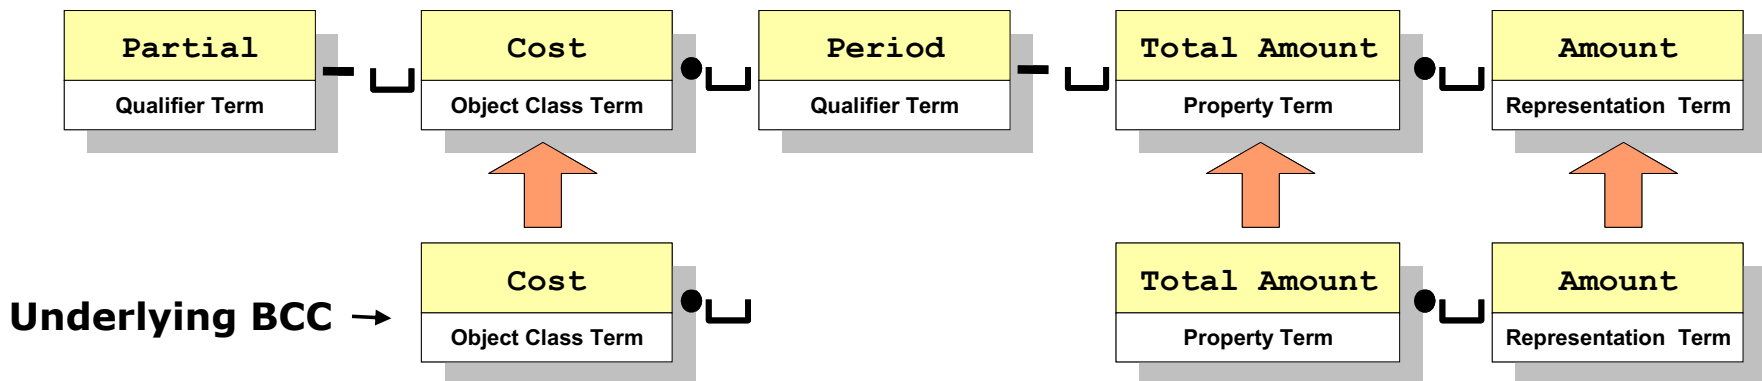 Partial
Qualifier Term
Cost
Object Class Term
Period
Qualifier Term
Total Amount
Property Term
Amount
Representation Term
Underlying BCC
Cost
Object Class Term
Total Amount
Property Term
Amount
Representation Term